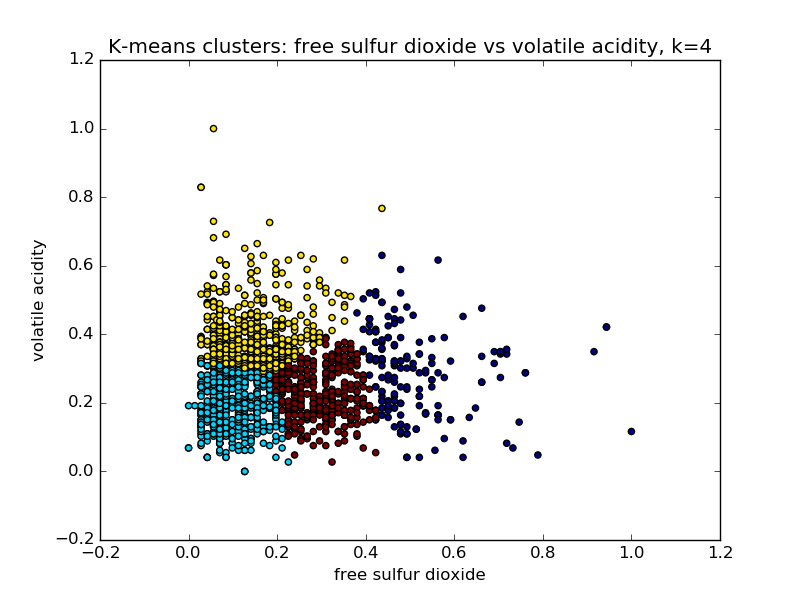 K-means clusters: free sulfur dioxide vs volatile acidity, k=4
1.2
1.0
0.8
0.6
0.4
0.2
0.0
−0.2
volatile acidity
−0.2 0.0 0.2 0.4 0.6 0.8 1.0 1.2
free sulfur dioxide